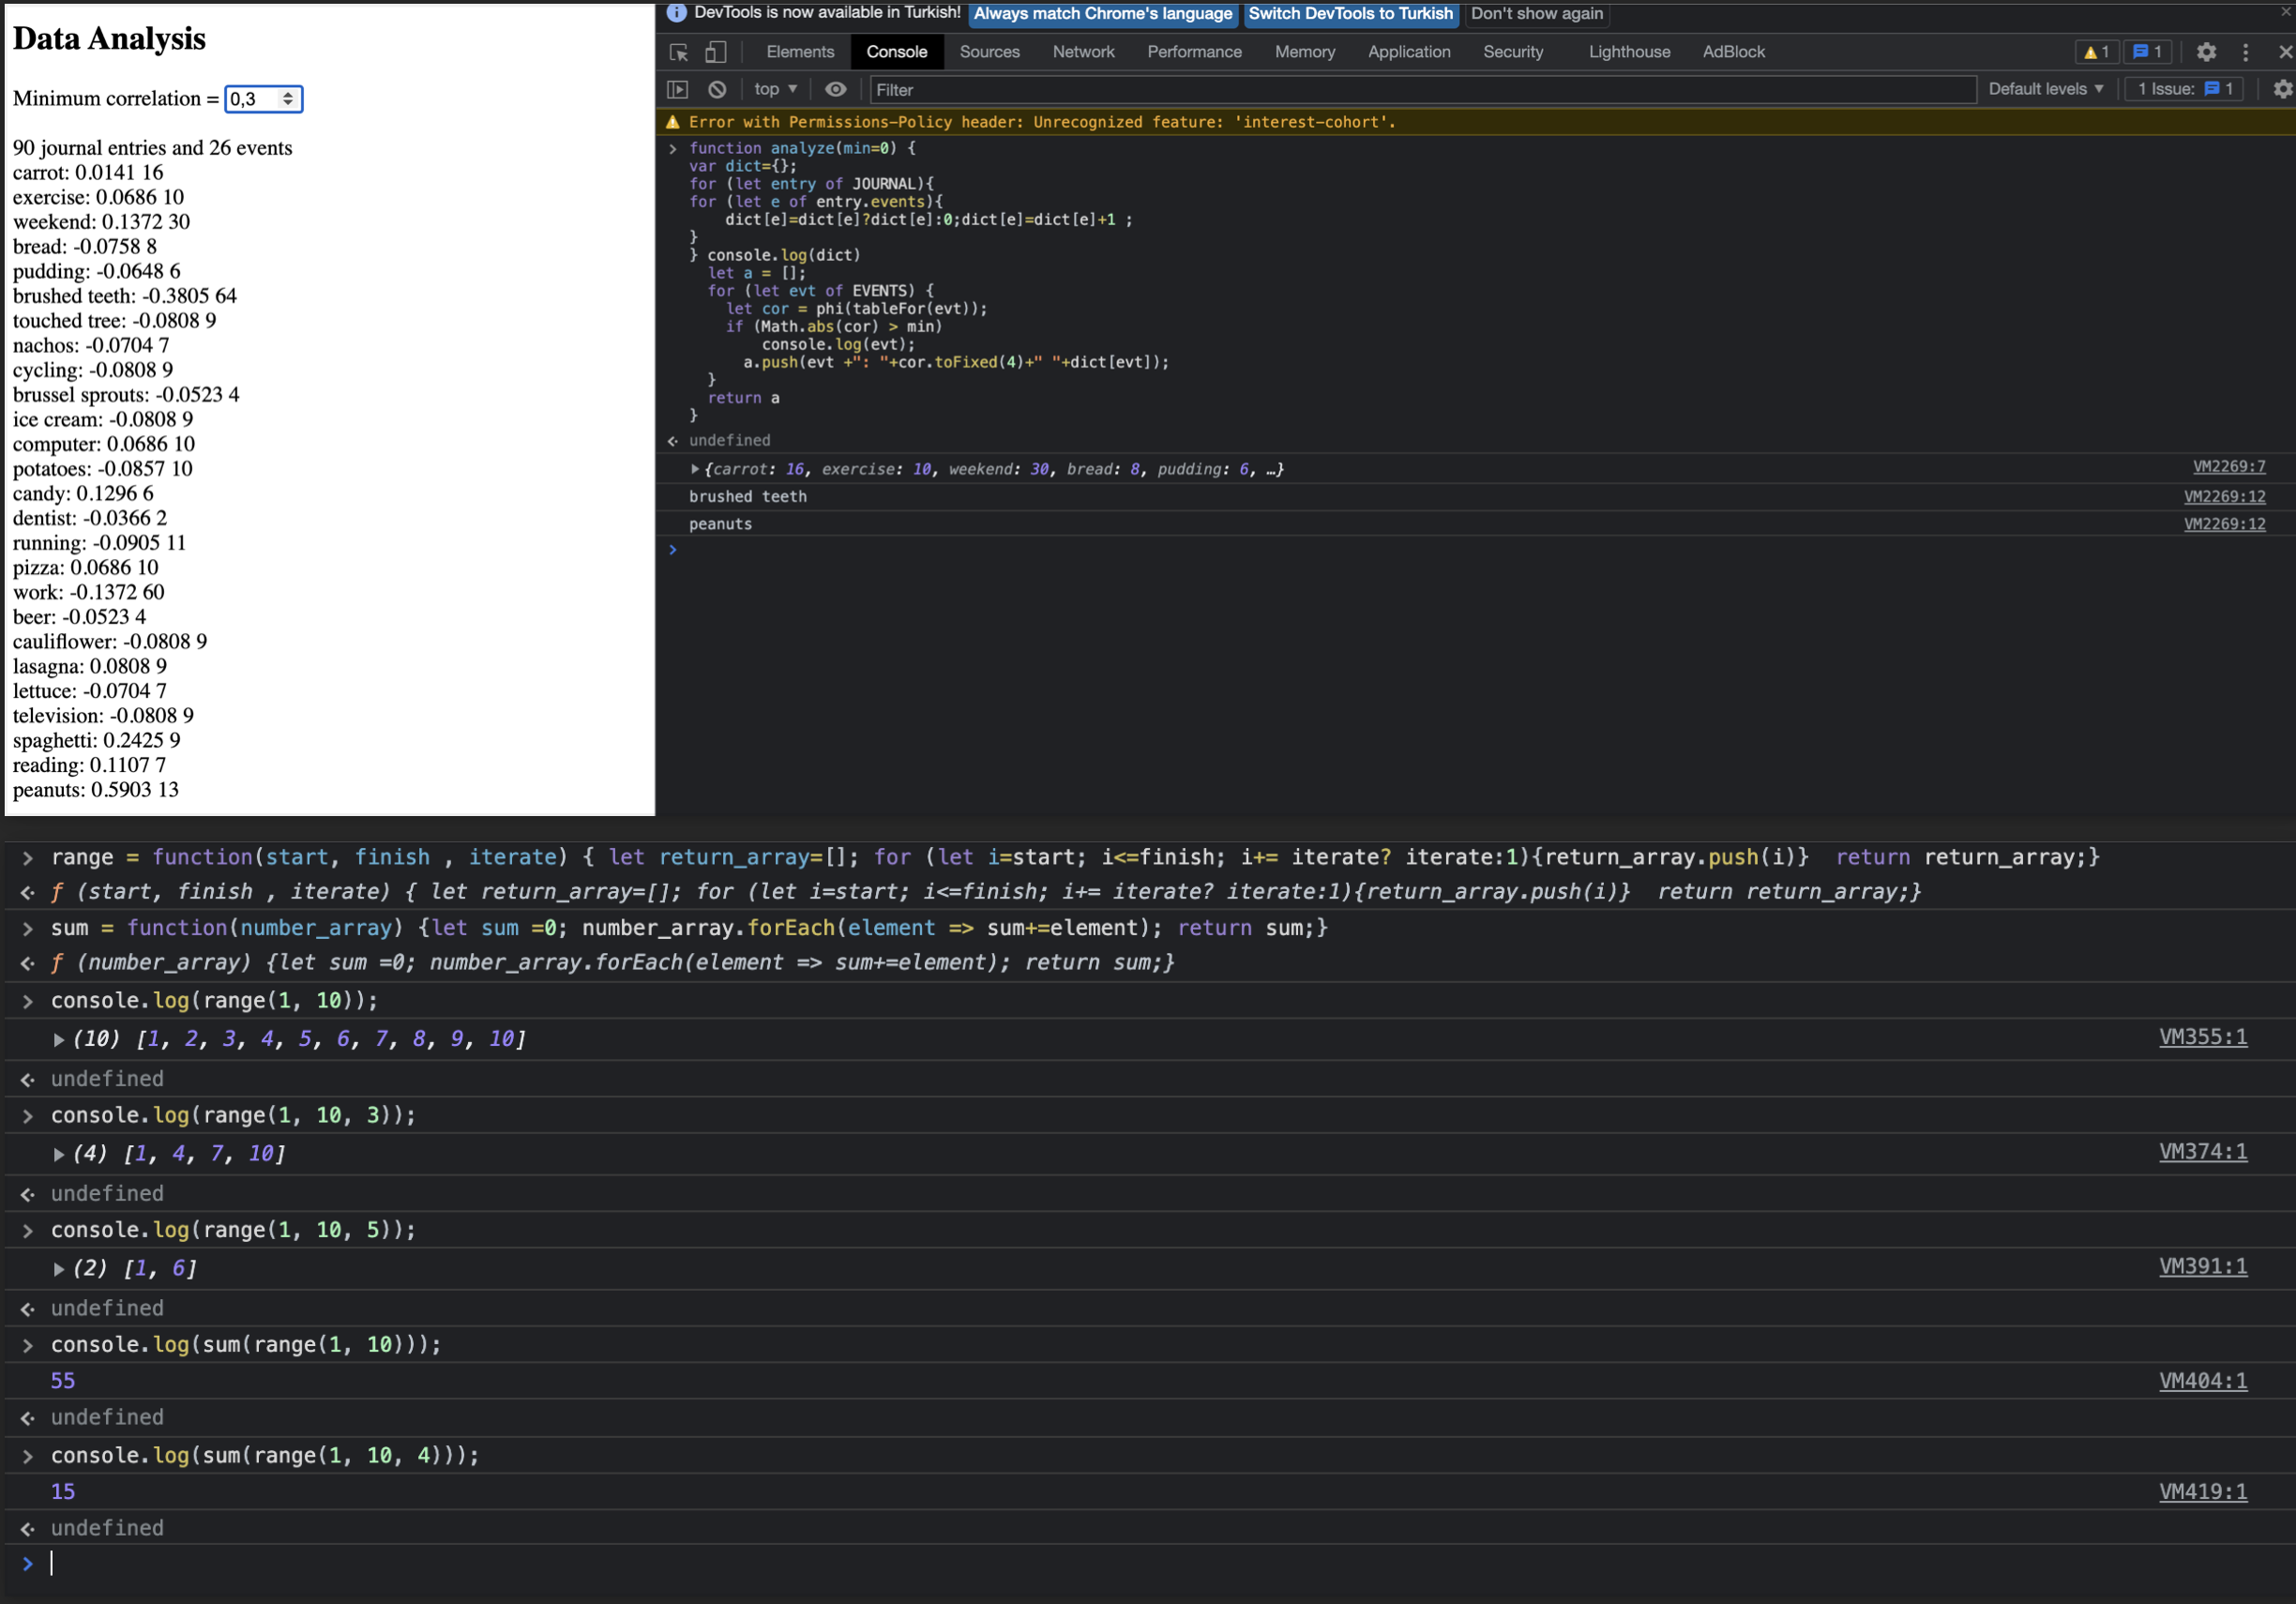 Data Analysis
Minimum correlation = 0,3
90 journal entries and 26 events
carrot: 0.0141 16
exercise: 0.0686 10
weekend: 0.1372 30
bread: -0.0758 8
pudding: -0.0648 6
brushed teeth: -0.3805 64
touched tree: -0.0808 9
nachos: -0.0704 7
cycling: -0.0808 9
brussel sprouts: -0.0523 4
ice cream: -0.0808 9
computer: 0.0686 10
potatoes: -0.0857 10
candy: 0.1296 6
dentist: -0.0366 2
running: -0.0905 11
pizza: 0.0686 10
work: -0.1372 60
beer: -0.0523 4
cauliflower: -0.0808 9
lasagna: 0.0808 9
lettuce: -0.0704 7
television: -0.0808 9
spaghetti: 0.2425 9
reading: 0.1107 7
peanuts: 0.5903 13
DevTools is now available in Turkish! Always match Chrome's language Switch DevTools to Turkish Don't show again
Elements Console Sources Network Performance Memory Application Security Lighthouse AdBlock 1 1
top Filter Default levels 1 Issue: 1
Error with Permissions-Policy header: Unrecognized feature: 'interest-cohort'.
> function analyze(min=0) {
var dict={};
for (let entry of JOURNAL){
for (let e of entry.events){
dict[e]=dict[e]?dict[e]:0;dict[e]=dict[e]+1 ;
}
} console.log(dict)
let a = [];
for (let evt of EVENTS) {
let cor = phi(tableFor(evt));
if (Math.abs(cor) > min)
console.log(evt);
a.push(evt +": "+cor.toFixed(4)+" "+dict[evt]);
}
return a
}
undefined
{carrot: 16, exercise: 10, weekend: 30, bread: 8, pudding: 6, …} VM2269:7
brushed teeth VM2269:12
peanuts VM2269:12
>
> range = function(start, finish , iterate) { let return_array=[]; for (let i=start; i<=finish; i+= iterate? iterate:1){return_array.push(i)} return return_array;}
ƒ (start, finish , iterate) { let return_array=[]; for (let i=start; i<=finish; i+= iterate? iterate:1){return_array.push(i)} return return_array;}
> sum = function(number_array) {let sum =0; number_array.forEach(element => sum+=element); return sum;}
ƒ (number_array) {let sum =0; number_array.forEach(element => sum+=element); return sum;}
> console.log(range(1, 10));
(10) [1, 2, 3, 4, 5, 6, 7, 8, 9, 10] VM355:1
undefined
> console.log(range(1, 10, 3));
(4) [1, 4, 7, 10] VM374:1
undefined
> console.log(range(1, 10, 5));
(2) [1, 6] VM391:1
undefined
> console.log(sum(range(1, 10)));
55 VM404:1
undefined
> console.log(sum(range(1, 10, 4)));
15 VM419:1
undefined
>